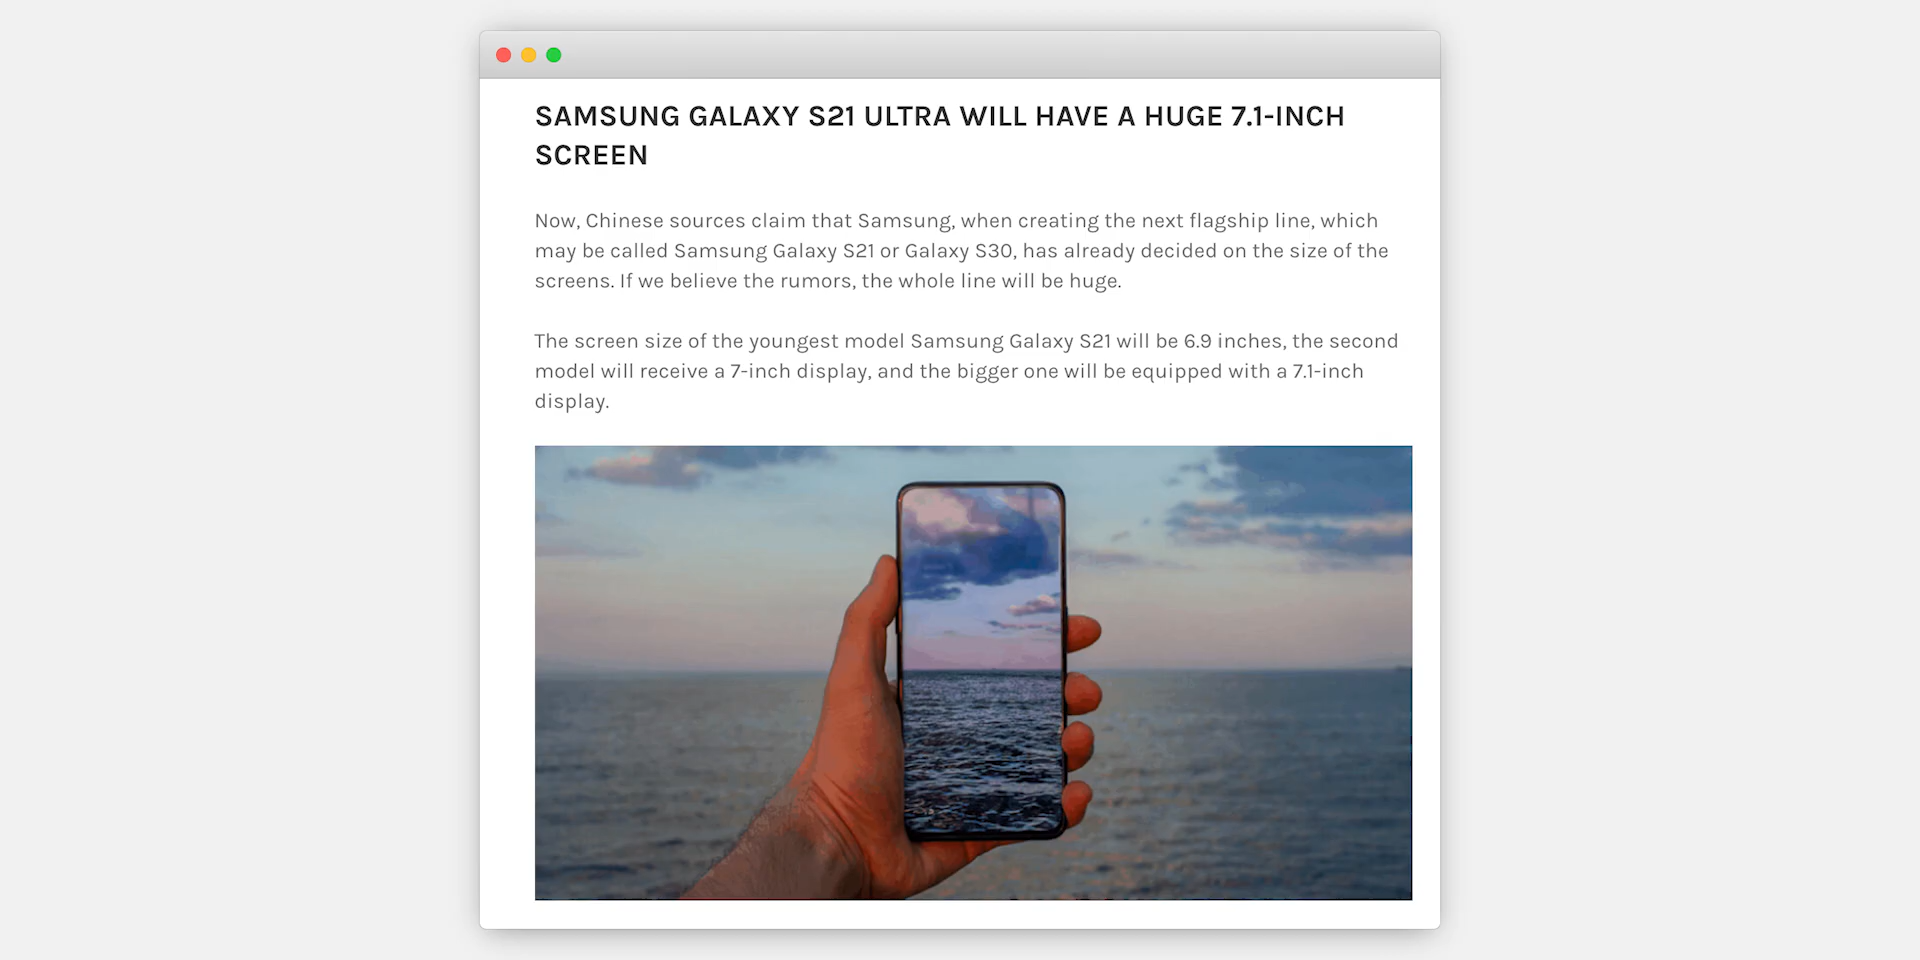 SAMSUNG GALAXY S21 ULTRA WILL HAVE A HUGE 7.1-INCH
SCREEN
Now, Chinese sources claim that Samsung, when creating the next flagship line, which
may be called Samsung Galaxy S21 or Galaxy S30, has already decided on the size of the
screens. If we believe the rumors, the whole line will be huge.
The screen size of the youngest model Samsung Galaxy S21 will be 6.9 inches, the second
model will receive a 7-inch display, and the bigger one will be equipped with a 7.1-inch
display.